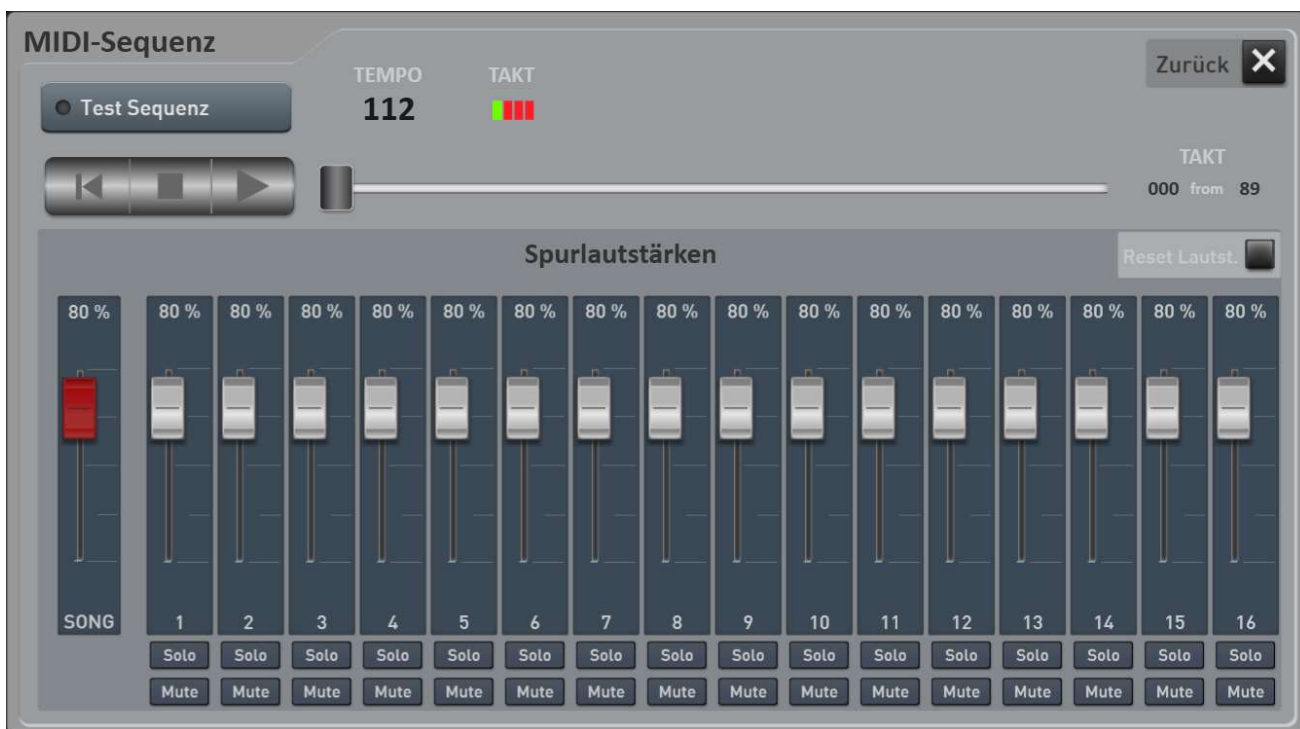 MIDI-Sequenz
Zurück
TEMPO TAKT
Test Sequenz 112
TAKT
000 from 89
Spurlautstärken
Reset Lautst.
80 % 80 % 80 % 80 % 80 % 80 % 80 % 80 % 80 % 80 % 80 % 80 % 80 % 80 % 80 % 80 % 80 %
SONG 1 2 3 4 5 6 7 8 9 10 11 12 13 14 15 16
Solo Solo Solo Solo Solo Solo Solo Solo Solo Solo Solo Solo Solo Solo Solo Solo
Mute Mute Mute Mute Mute Mute Mute Mute Mute Mute Mute Mute Mute Mute Mute Mute